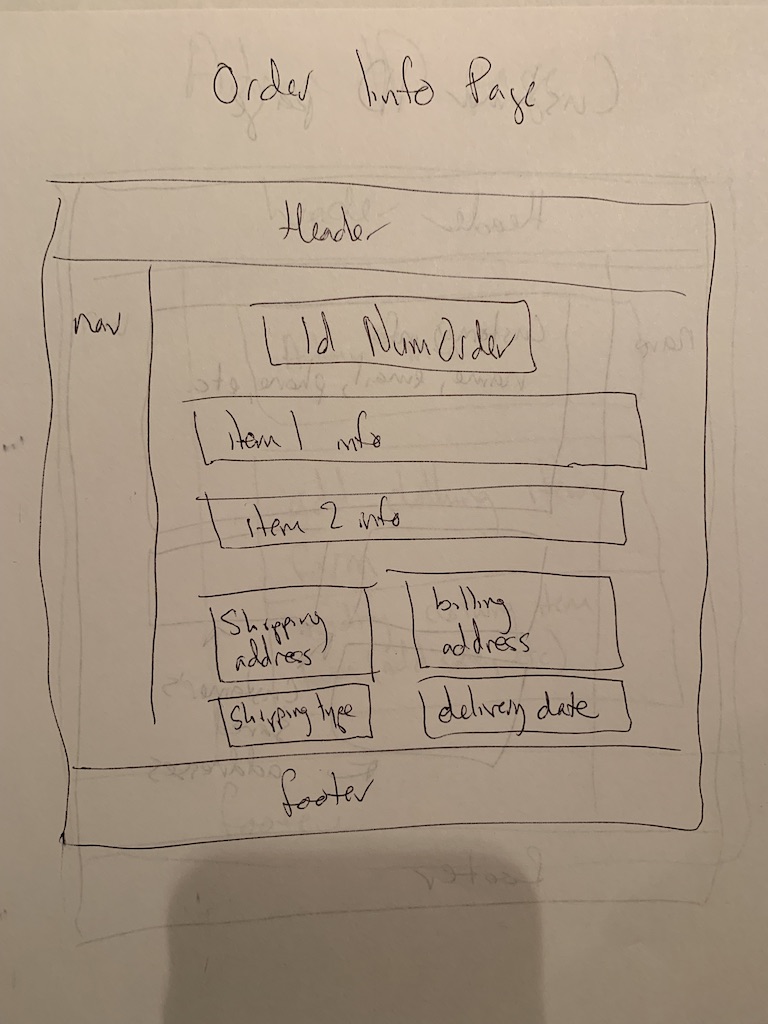 Order Info Page
Header
nav
Id NumOrder
item 1 info
item 2 info
Shipping
address
billing
address
Shipping type
delivery date
footer